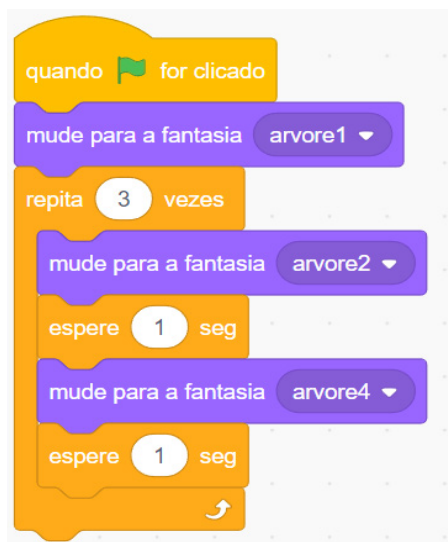 quando for clicado
mude para a fantasia arvore1
repita 3 vezes
mude para a fantasia arvore2
espere 1 seg
mude para a fantasia arvore4
espere 1 seg